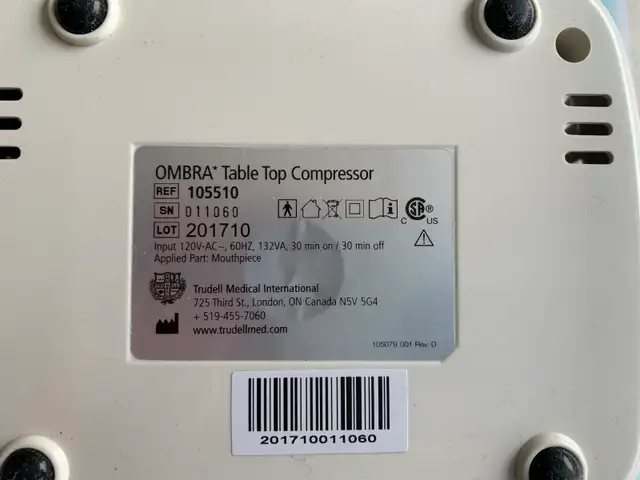 OMBRA* Table Top Compressor
REF 105510
SN 011060
LOT 201710
C US
Input 120V-AC~, 60HZ, 132VA, 30 min on / 30 min off
Applied Part: Mouthpiece
Trudell Medical International
725 Third St., London, ON Canada N5V 5G4
+ 519-455-7060
www.trudellmed.com
105079 001 Rev. D
201710011060